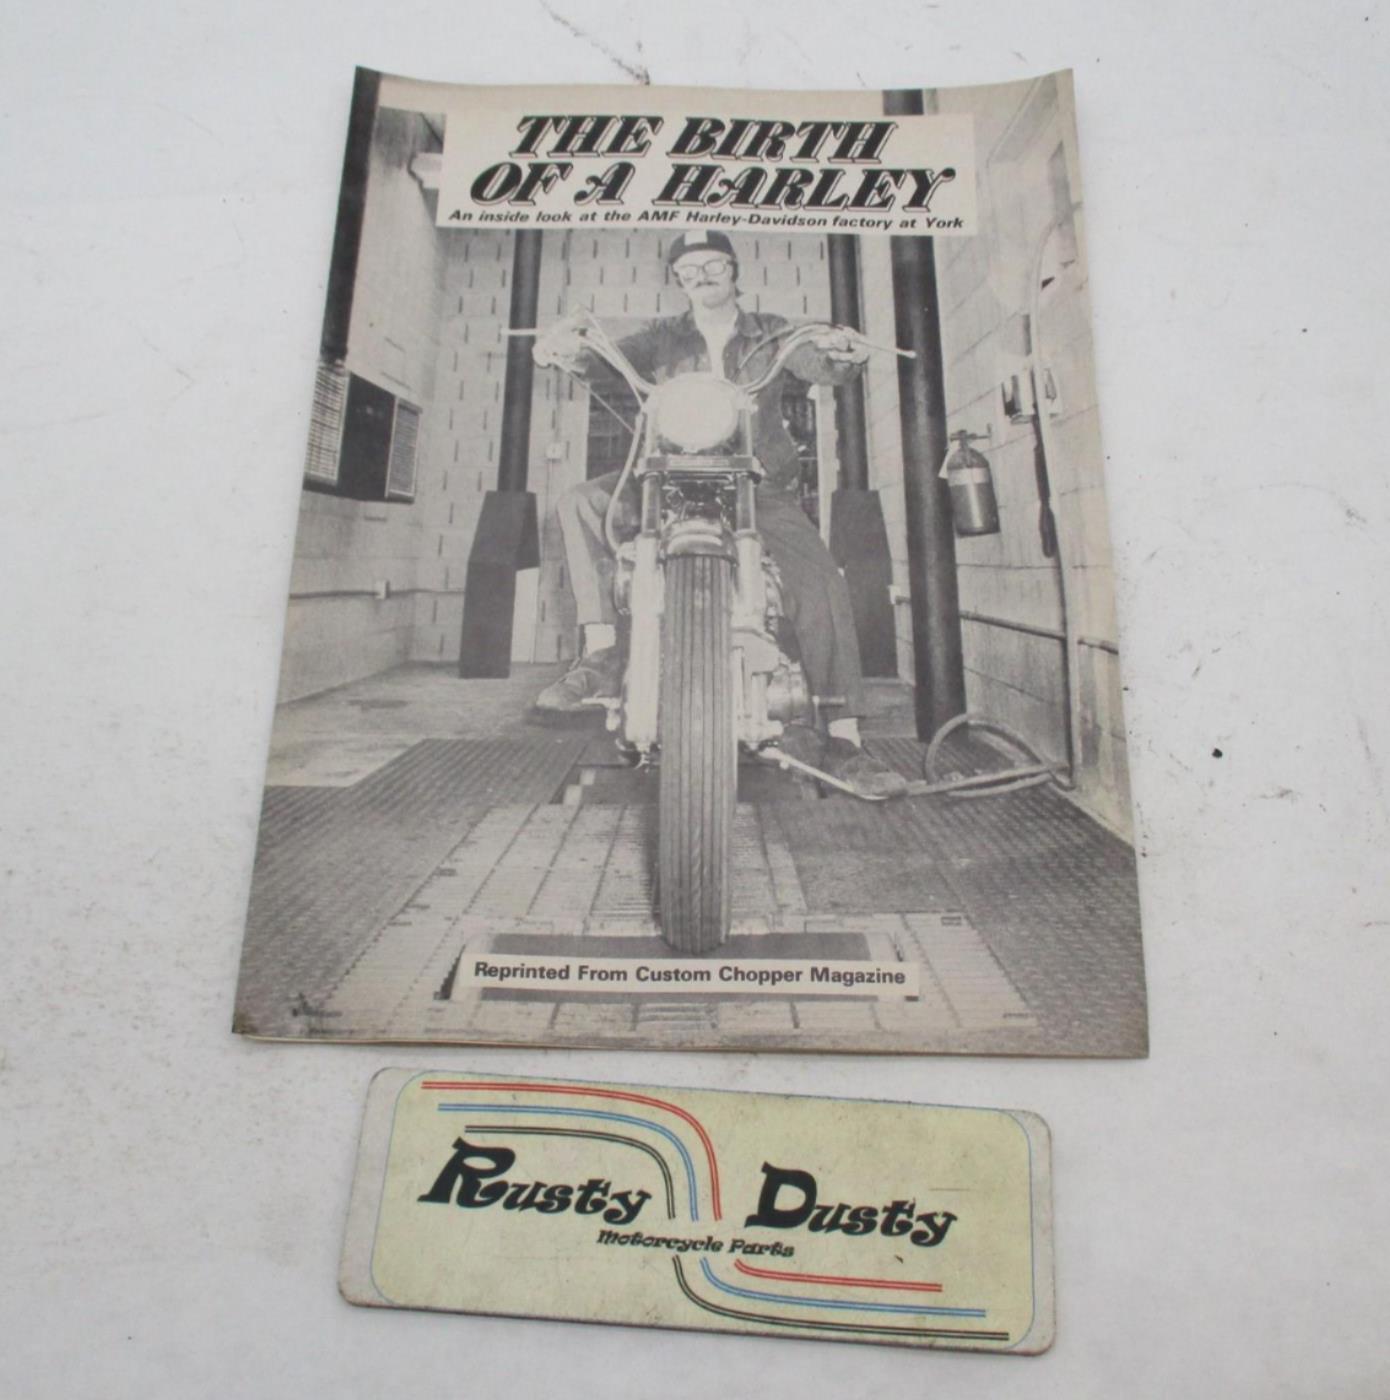 THE BIRTH
OF A HARLEY
An inside look at the AMF Harley-Davidson factory at York
Reprinted From Custom Chopper Magazine
Rusty Dusty
Motorcycle Parts